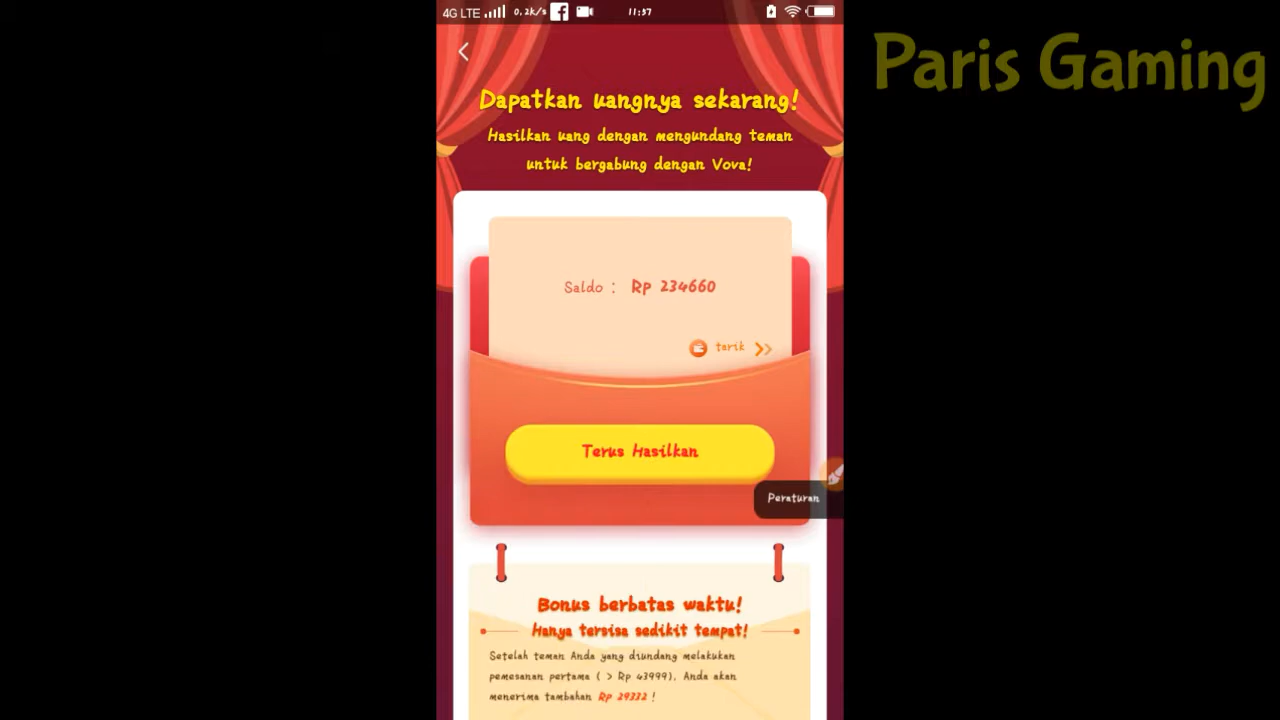 4G LTE 0,2K/s 11:37
Paris Gaming
Dapatkan uangnya sekarang!
Hasilkan uang dengan mengundang teman
untuk bergabung dengan Vova!
Saldo : Rp 234660
tarik
Terus Hasilkan
Peraturan
Bonus berbatas waktu!
Hanya tersisa sedikit tempat!
Setelah teman Anda yang diundang melakukan
pemesanan pertama ( > Rp 43999), Anda akan
menerima tambahan Rp 29332 !